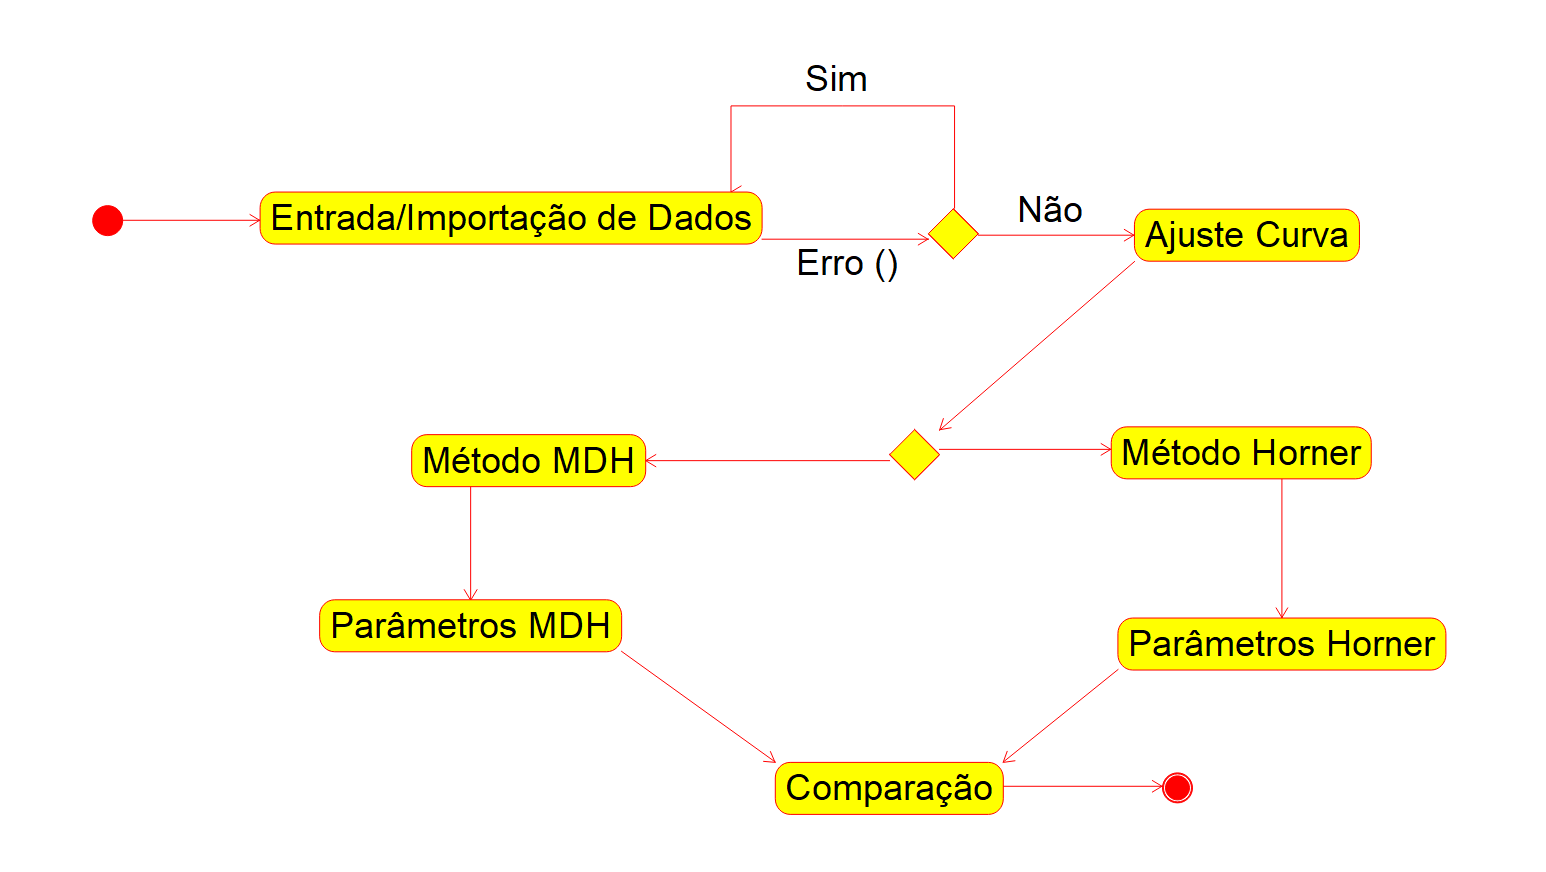 Sim
Entrada/Importação de Dados
Erro ()
Não
Ajuste Curva
Método MDH
Método Horner
Parâmetros MDH
Parâmetros Horner
Comparação